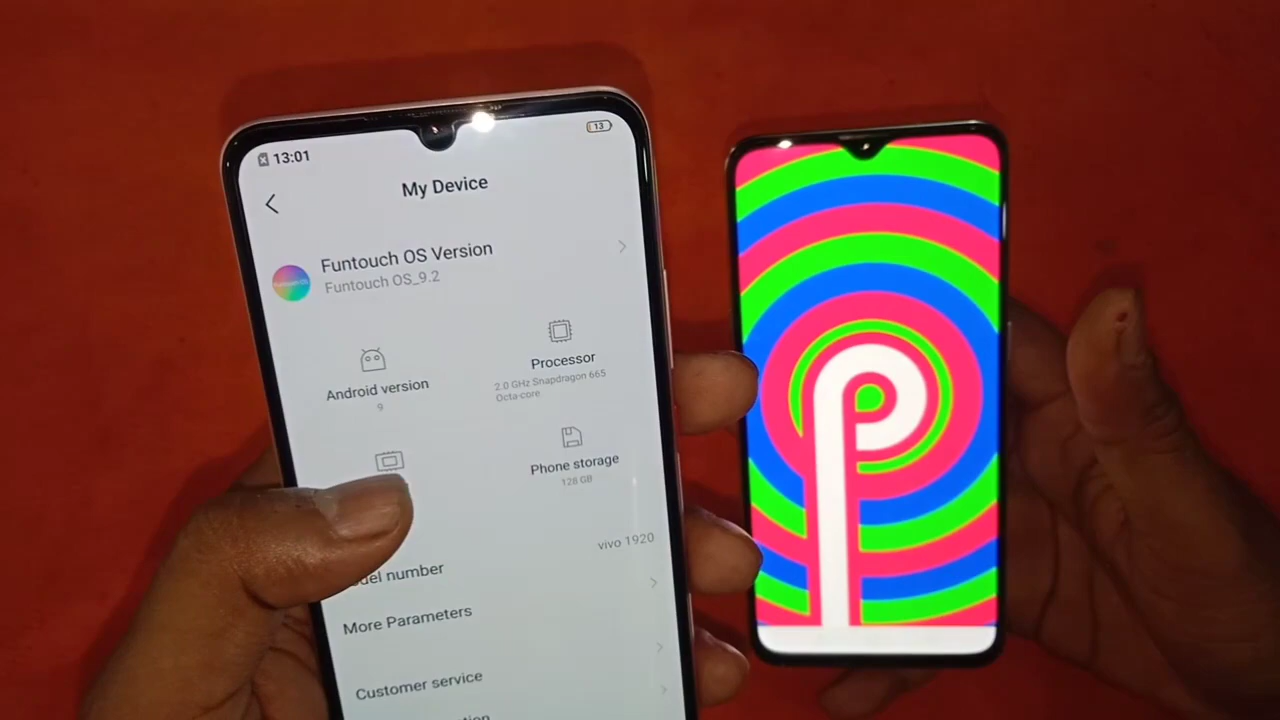 13:01
13
My Device
Funtouch OS Version
Funtouch OS_9.2
Android version
9
Processor
2.0 GHz Snapdragon 665
Octa-core
Phone storage
128 GB
vivo 1920
number
More Parameters
Customer service